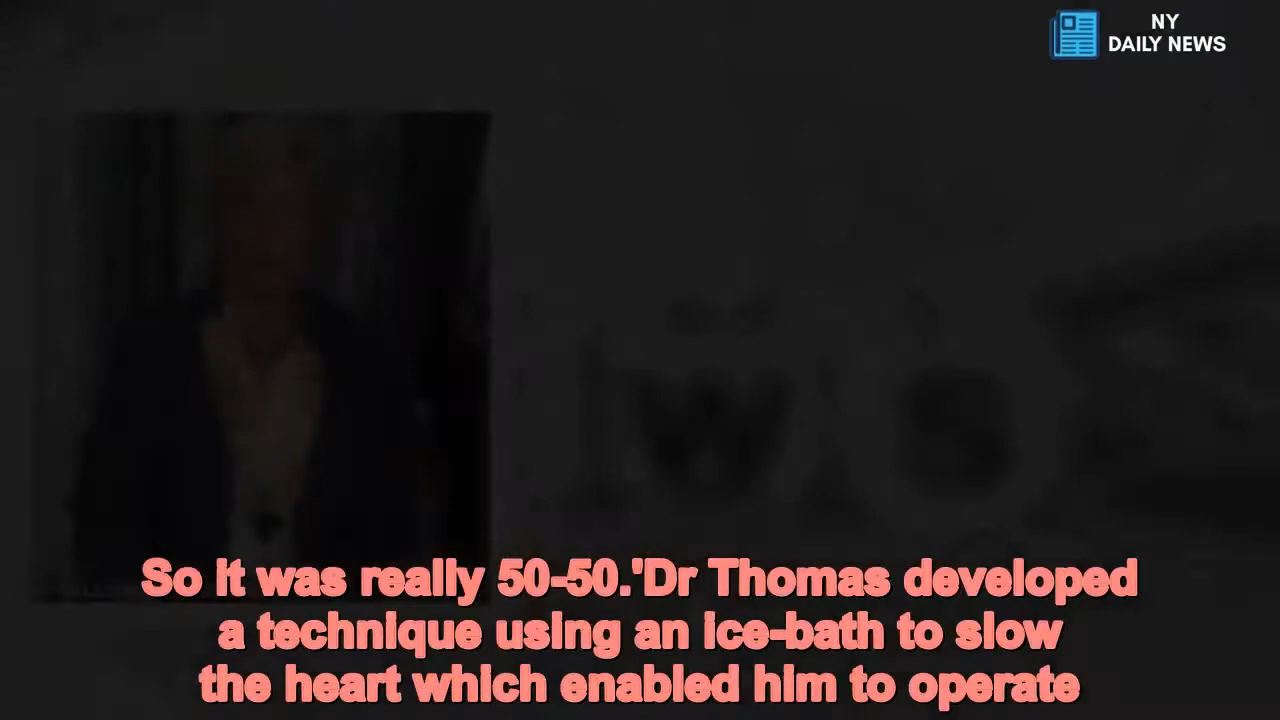 NY
DAILY NEWS
So it was really 50-50.'Dr Thomas developed
a technique using an ice-bath to slow
the heart which enabled him to operate